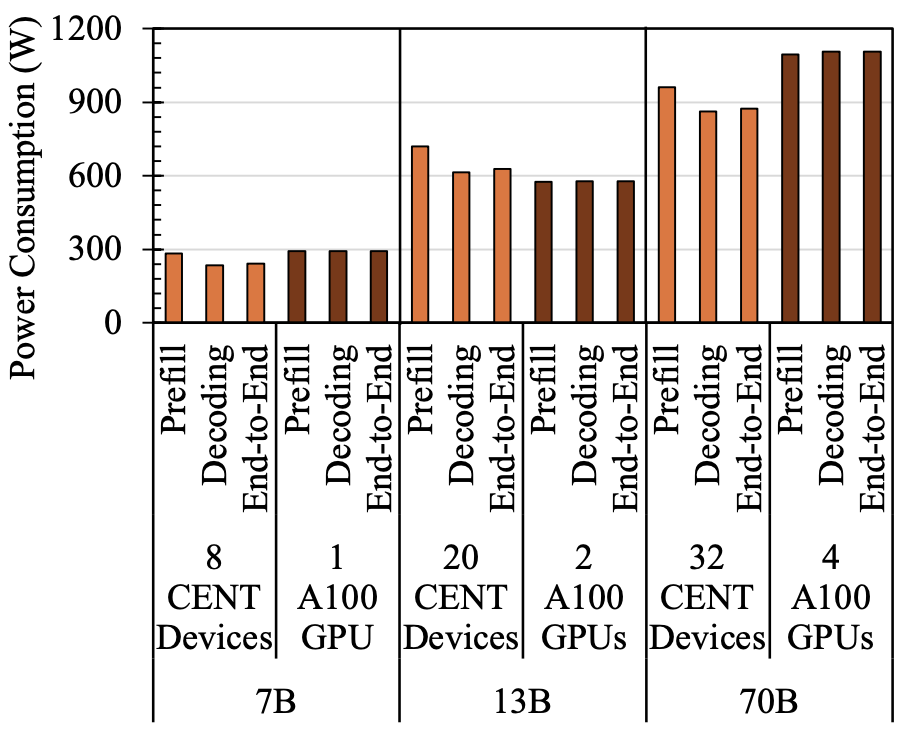 Power Consumption (W)
1200
900
600
300
0
Prefill
Decoding
End-to-End
Prefill
Decoding
End-to-End
Prefill
Decoding
End-to-End
Prefill
Decoding
End-to-End
Prefill
Decoding
End-to-End
Prefill
Decoding
End-to-End
8
CENT
Devices
1
A100
GPU
20
CENT
Devices
2
A100
GPUs
32
CENT
Devices
4
A100
GPUs
7B
13B
70B